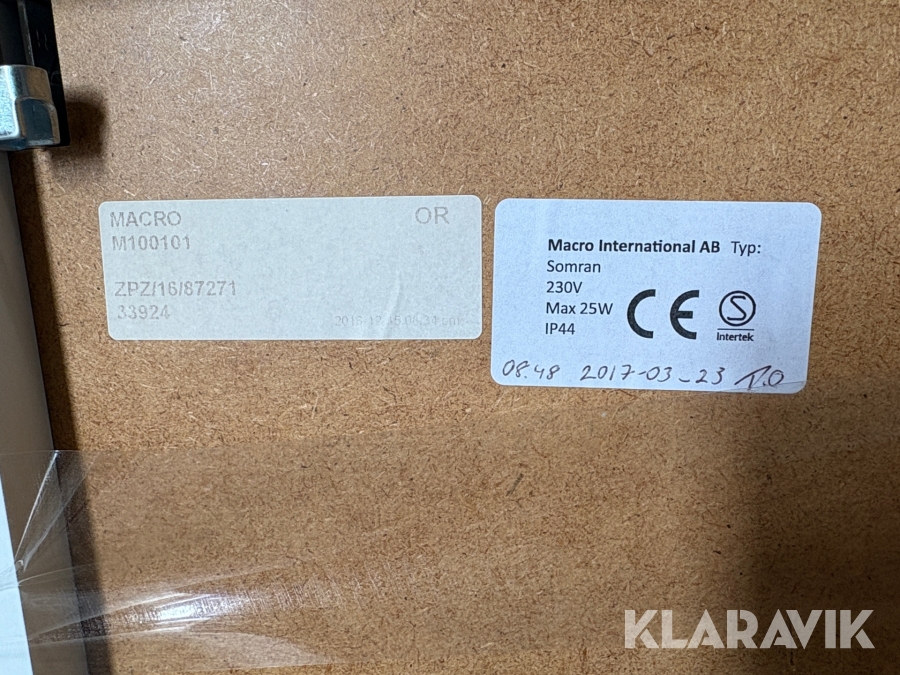 MACRO OR
M100101
ZPZ/16/87271
33924
Macro International AB Typ:
Somran
230V
Max 25W
IP44
CE
S
Intertek
08.48 2017-03-23
KLARAVIK